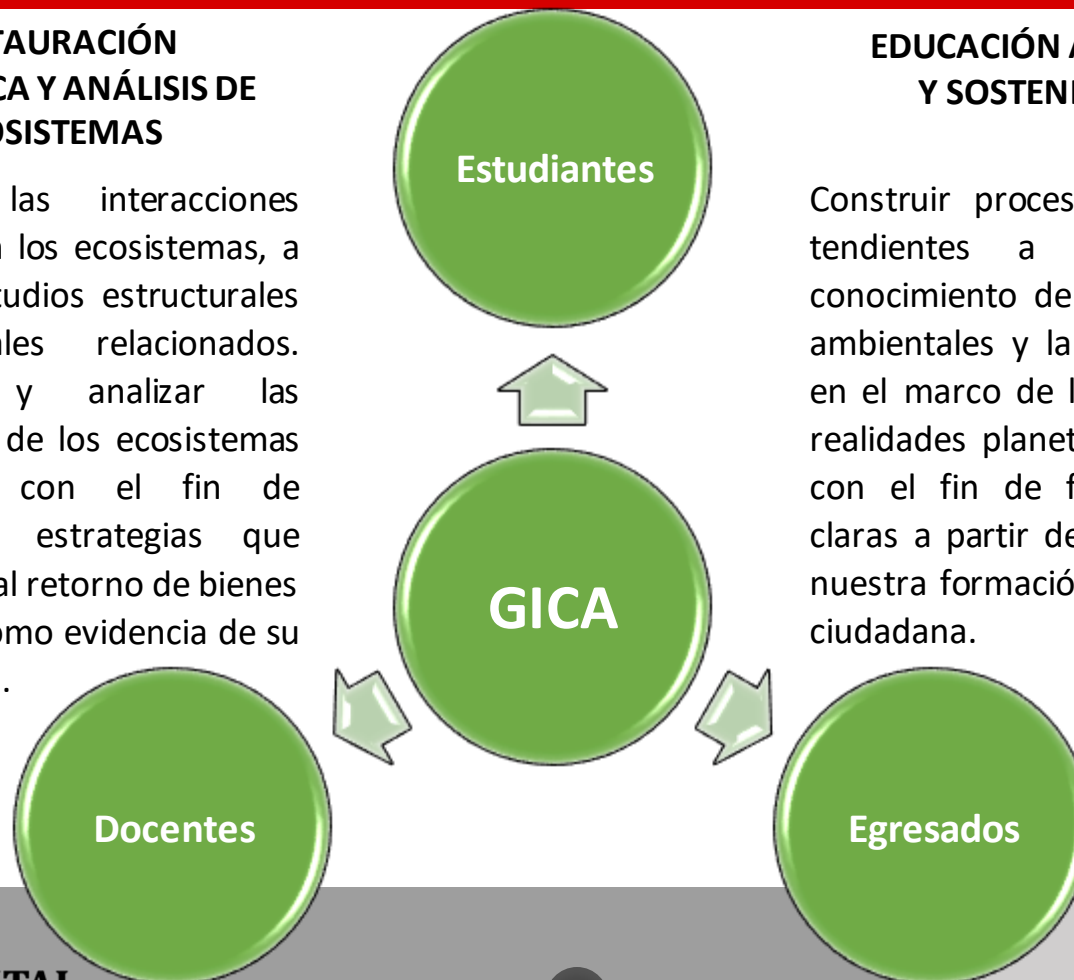 TAURACIÓN
CA Y ANÁLISIS DE
OSISTEMAS
las interacciones
los ecosistemas, a
tudios estructurales
ales relacionados.
y analizar las
de los ecosistemas
con el fin de
estrategias que
al retorno de bienes
omo evidencia de su
.
EDUCACIÓN A
Y SOSTENI
Construir proces
tendientes a
conocimiento de
ambientales y la
en el marco de l
realidades planet
con el fin de f
claras a partir de
nuestra formació
ciudadana.
Estudiantes
GICA
Docentes
Egresados